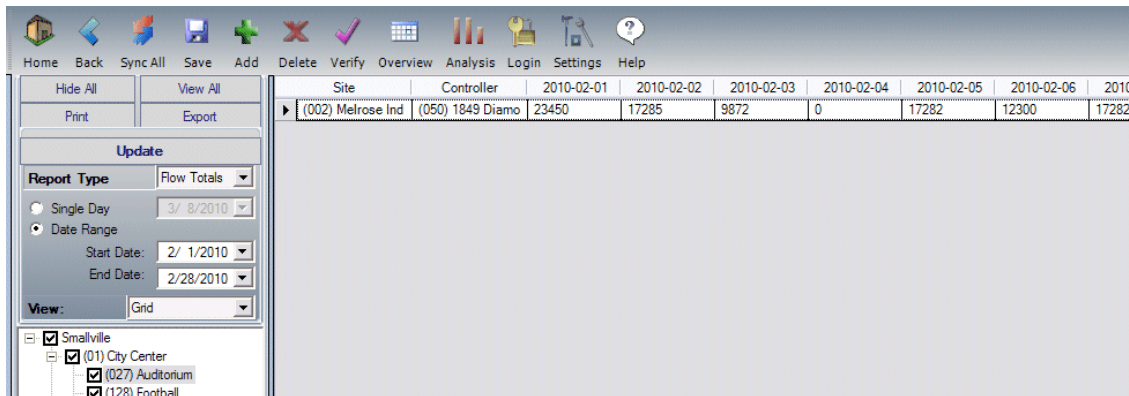 Home Back Sync All Save Add Delete Verify Overview Analysis Login Settings Help
Hide All View All
Print Export
Update
Report Type Flow Totals
Single Day 3/ 8/2010
Date Range
Start Date: 2/ 1/2010
End Date: 2/28/2010
View: Grid
Smallville
(01) City Center
(027) Auditorium
(128) Football
Site Controller 2010-02-01 2010-02-02 2010-02-03 2010-02-04 2010-02-05 2010-02-06 2010
(002) Melrose Ind (050) 1849 Diamo 23450 17285 9872 0 17282 12300 17282